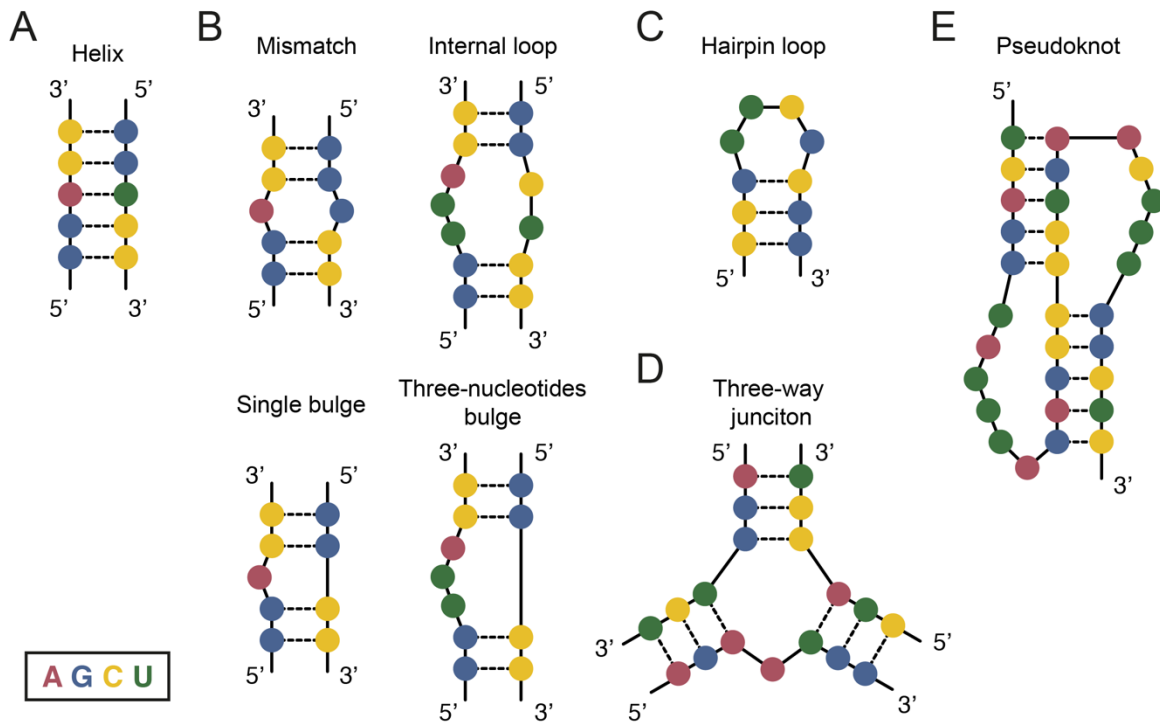 A
Helix
3’ 5’
5’ 3’
B
Mismatch
3’ 5’
5’ 3’
Internal loop
3’ 5’
5’ 3’
Single bulge
3’ 5’
5’ 3’
Three-nucleotides
bulge
3’ 5’
5’ 3’
C
Hairpin loop
5’ 3’
D
Three-way
junciton
5’ 3’
3’ 5’
5’ 3’
E
Pseudoknot
5’
3’
A G C U